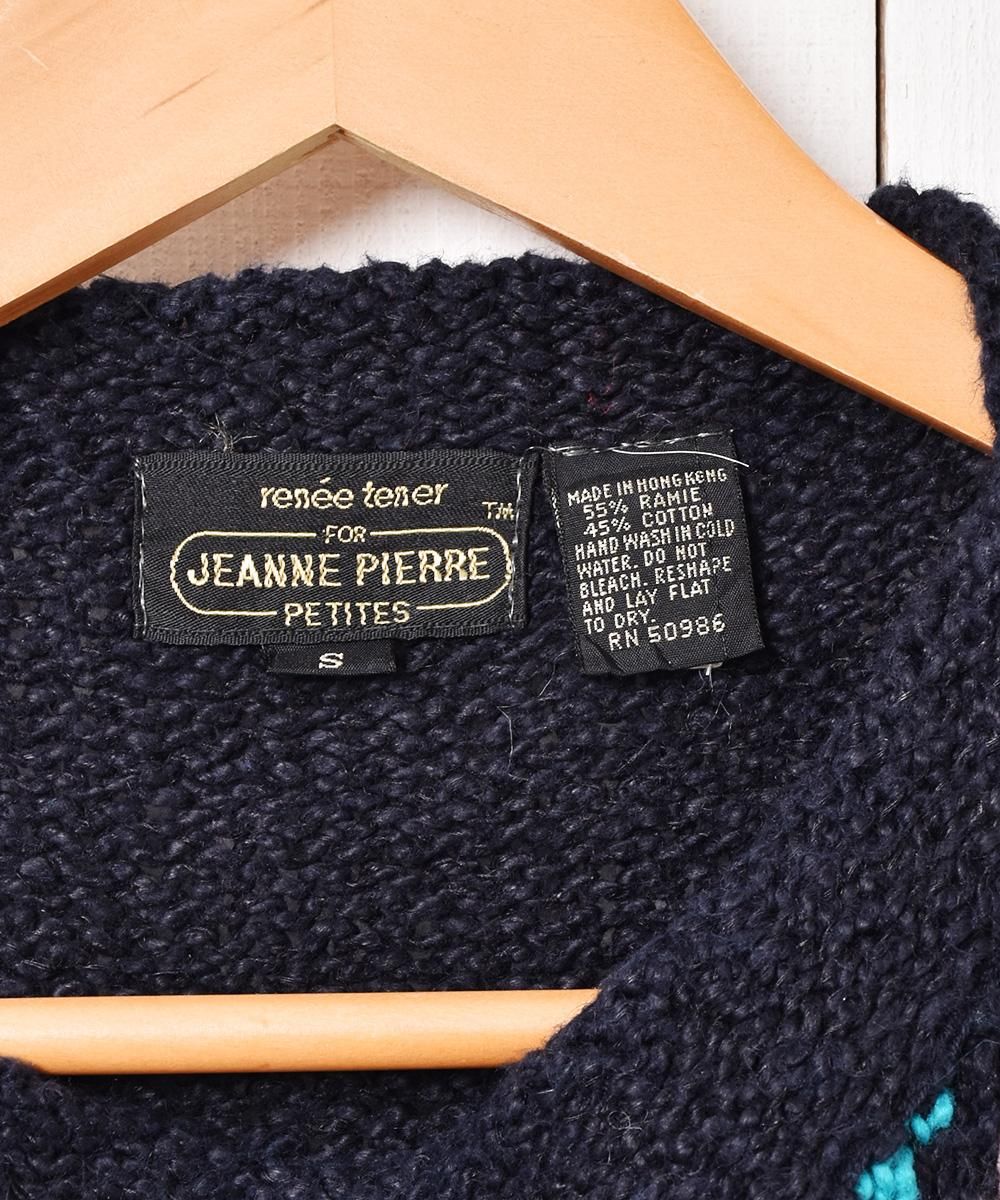 renée tener
TM
FOR
JEANNE PIERRE
PETITES
S
MADE IN HONG KONG
55% RAMIE
45% COTTON
HAND WASH IN COLD
WATER. DO NOT
BLEACH. RESHAPE
AND LAY FLAT
TO DRY.
RN 50986